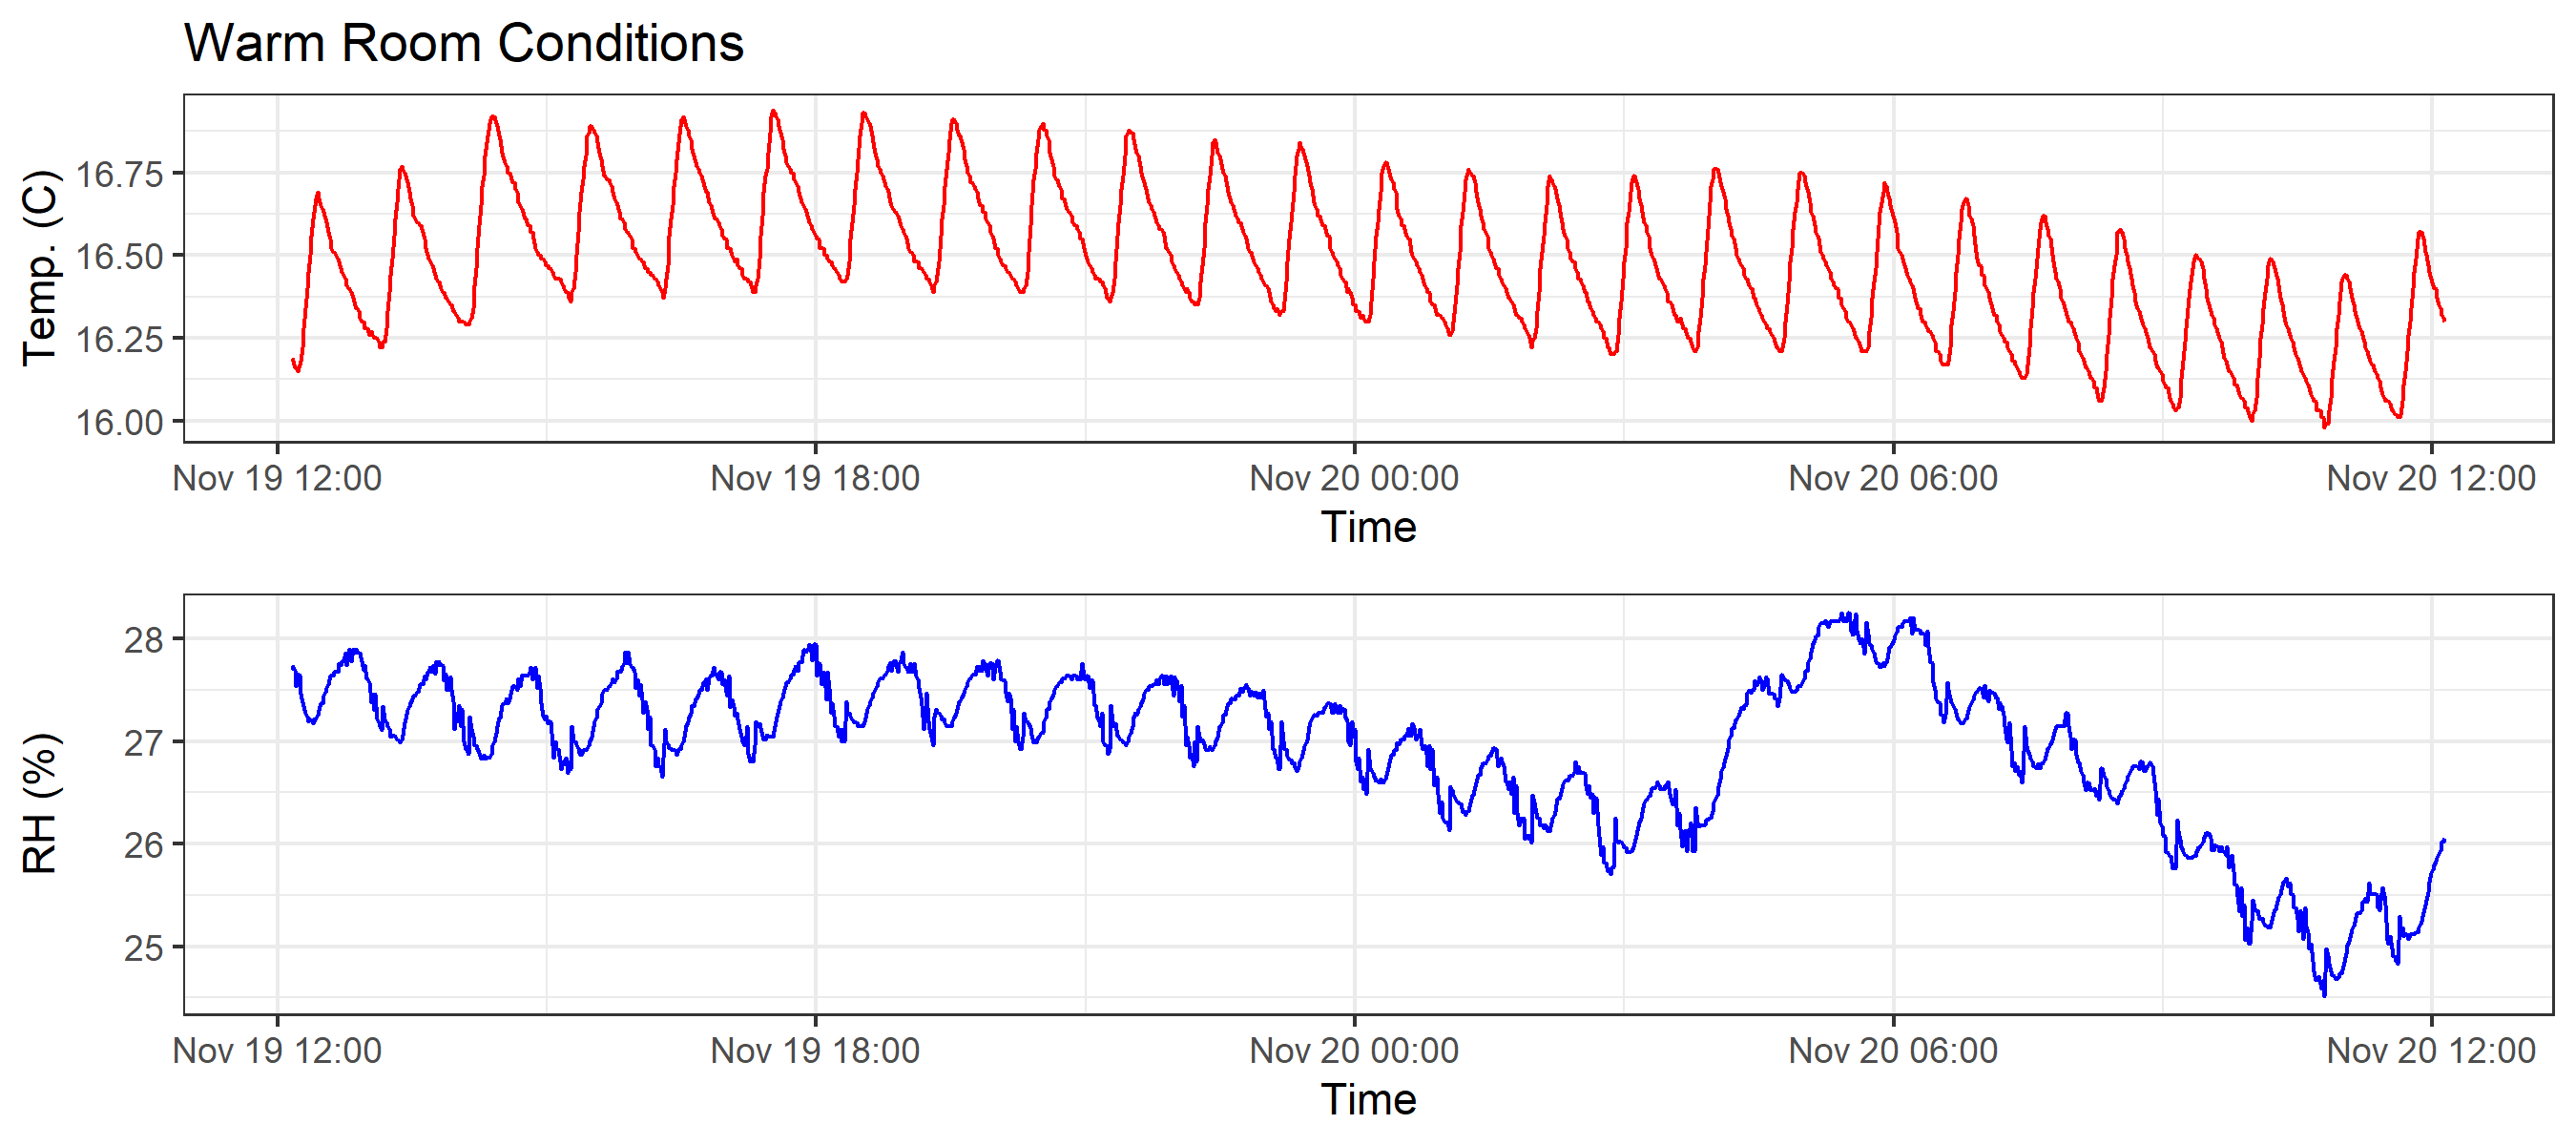 Warm Room Conditions
Temp. (C)
16.75
16.50
16.25
16.00
Nov 19 12:00 Nov 19 18:00 Nov 20 00:00 Nov 20 06:00 Nov 20 12:00
Time
RH (%)
28
27
26
25
Nov 19 12:00 Nov 19 18:00 Nov 20 00:00 Nov 20 06:00 Nov 20 12:00
Time